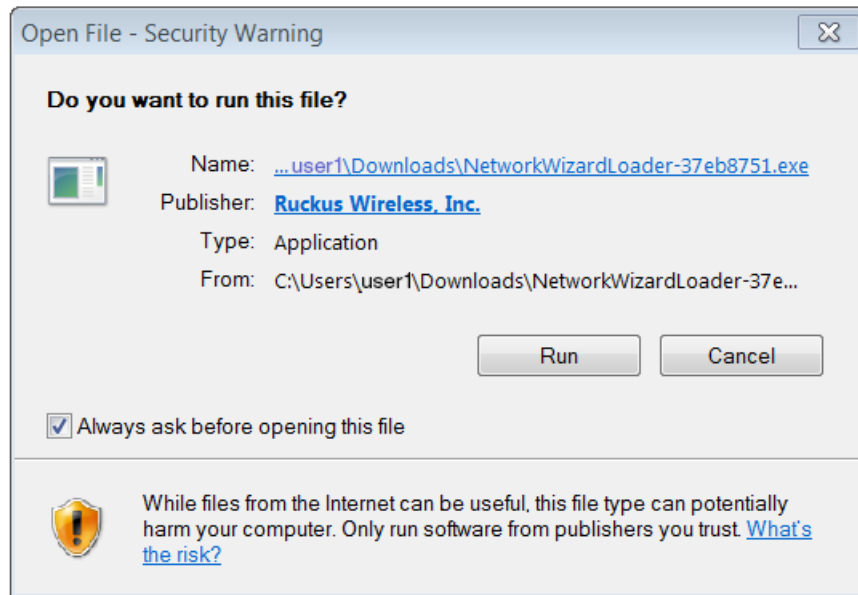 Open File - Security Warning
Do you want to run this file?
Name: ...user1\Downloads\NetworkWizardLoader-37eb8751.exe
Publisher: Ruckus Wireless, Inc.
Type: Application
From: C:\Users\user1\Downloads\NetworkWizardLoader-37e...
Run Cancel
Always ask before opening this file
While files from the Internet can be useful, this file type can potentially
harm your computer. Only run software from publishers you trust. What's
the risk?